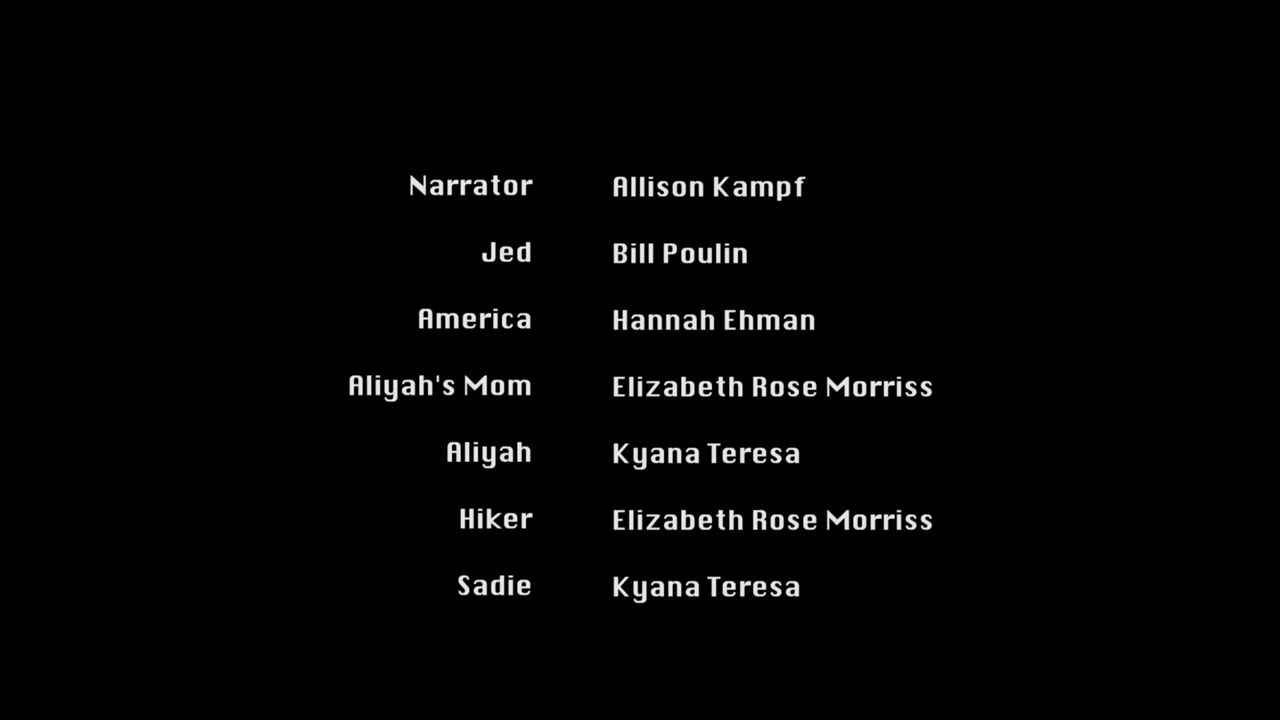 Narrator Allison Kampf
Jed Bill Poulin
America Hannah Ehman
Aliyah's Mom Elizabeth Rose Morriss
Aliyah Kyana Teresa
Hiker Elizabeth Rose Morriss
Sadie Kyana Teresa